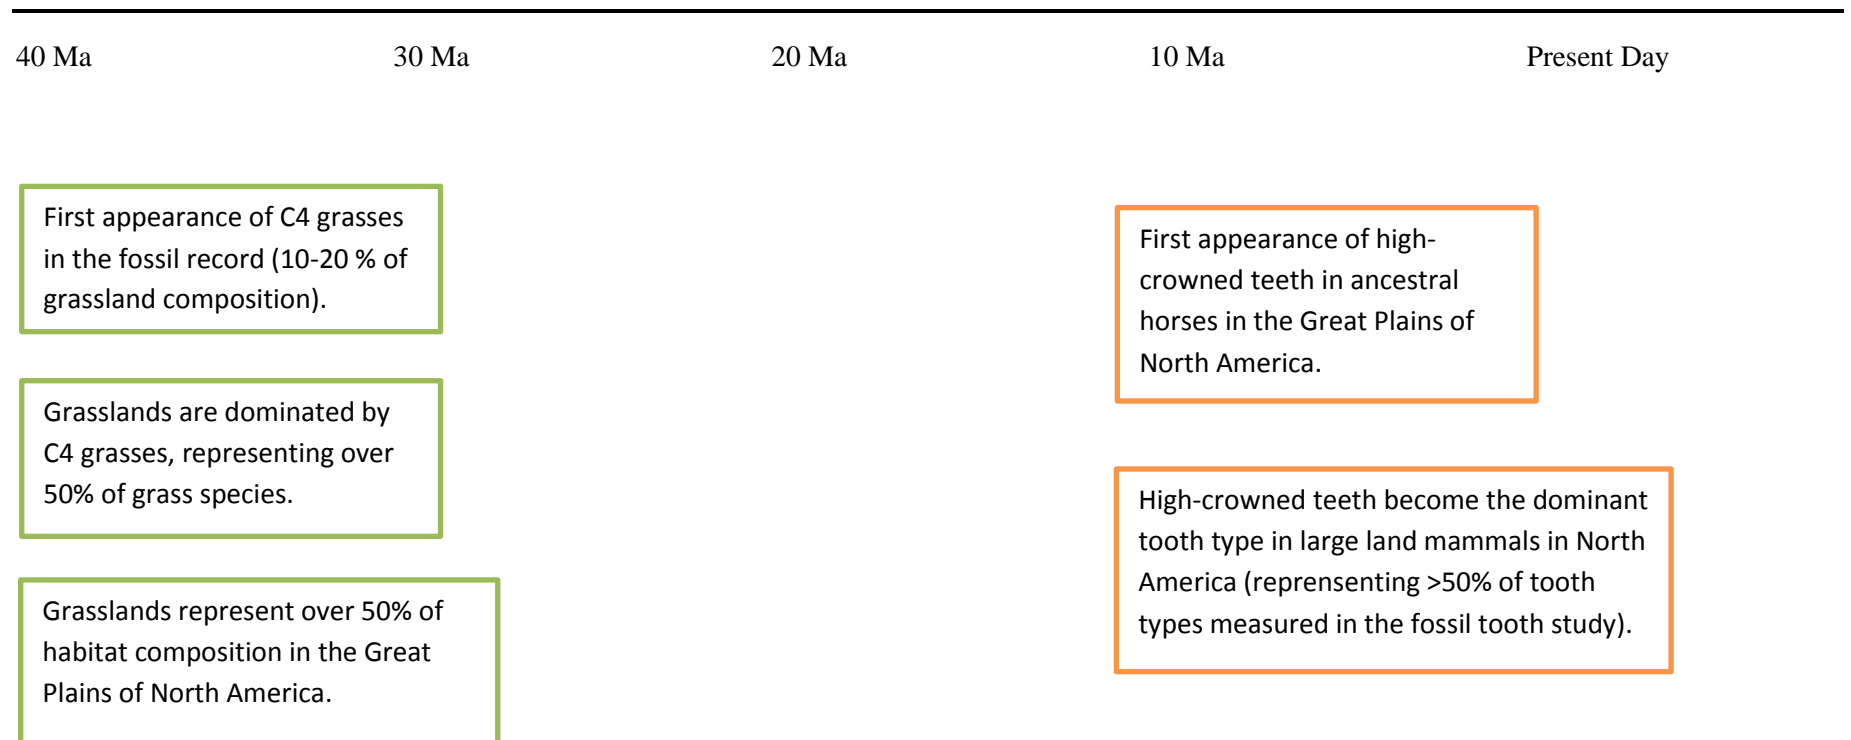 40 Ma 30 Ma 20 Ma 10 Ma Present Day
First appearance of C4 grasses
in the fossil record (10-20 % of
grassland composition).
Grasslands are dominated by
C4 grasses, representing over
50% of grass species.
Grasslands represent over 50% of
habitat composition in the Great
Plains of North America.
First appearance of high-
crowned teeth in ancestral
horses in the Great Plains of
North America.
High-crowned teeth become the dominant
tooth type in large land mammals in North
America (reprensenting >50% of tooth
types measured in the fossil tooth study).